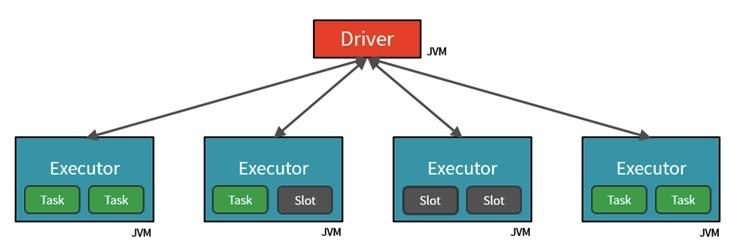 Driver
JVM
Executor
Executor
Executor
Executor
Task Task
Task Slot
Slot Slot
Task Task
JVM
JVM
JVM
JVM